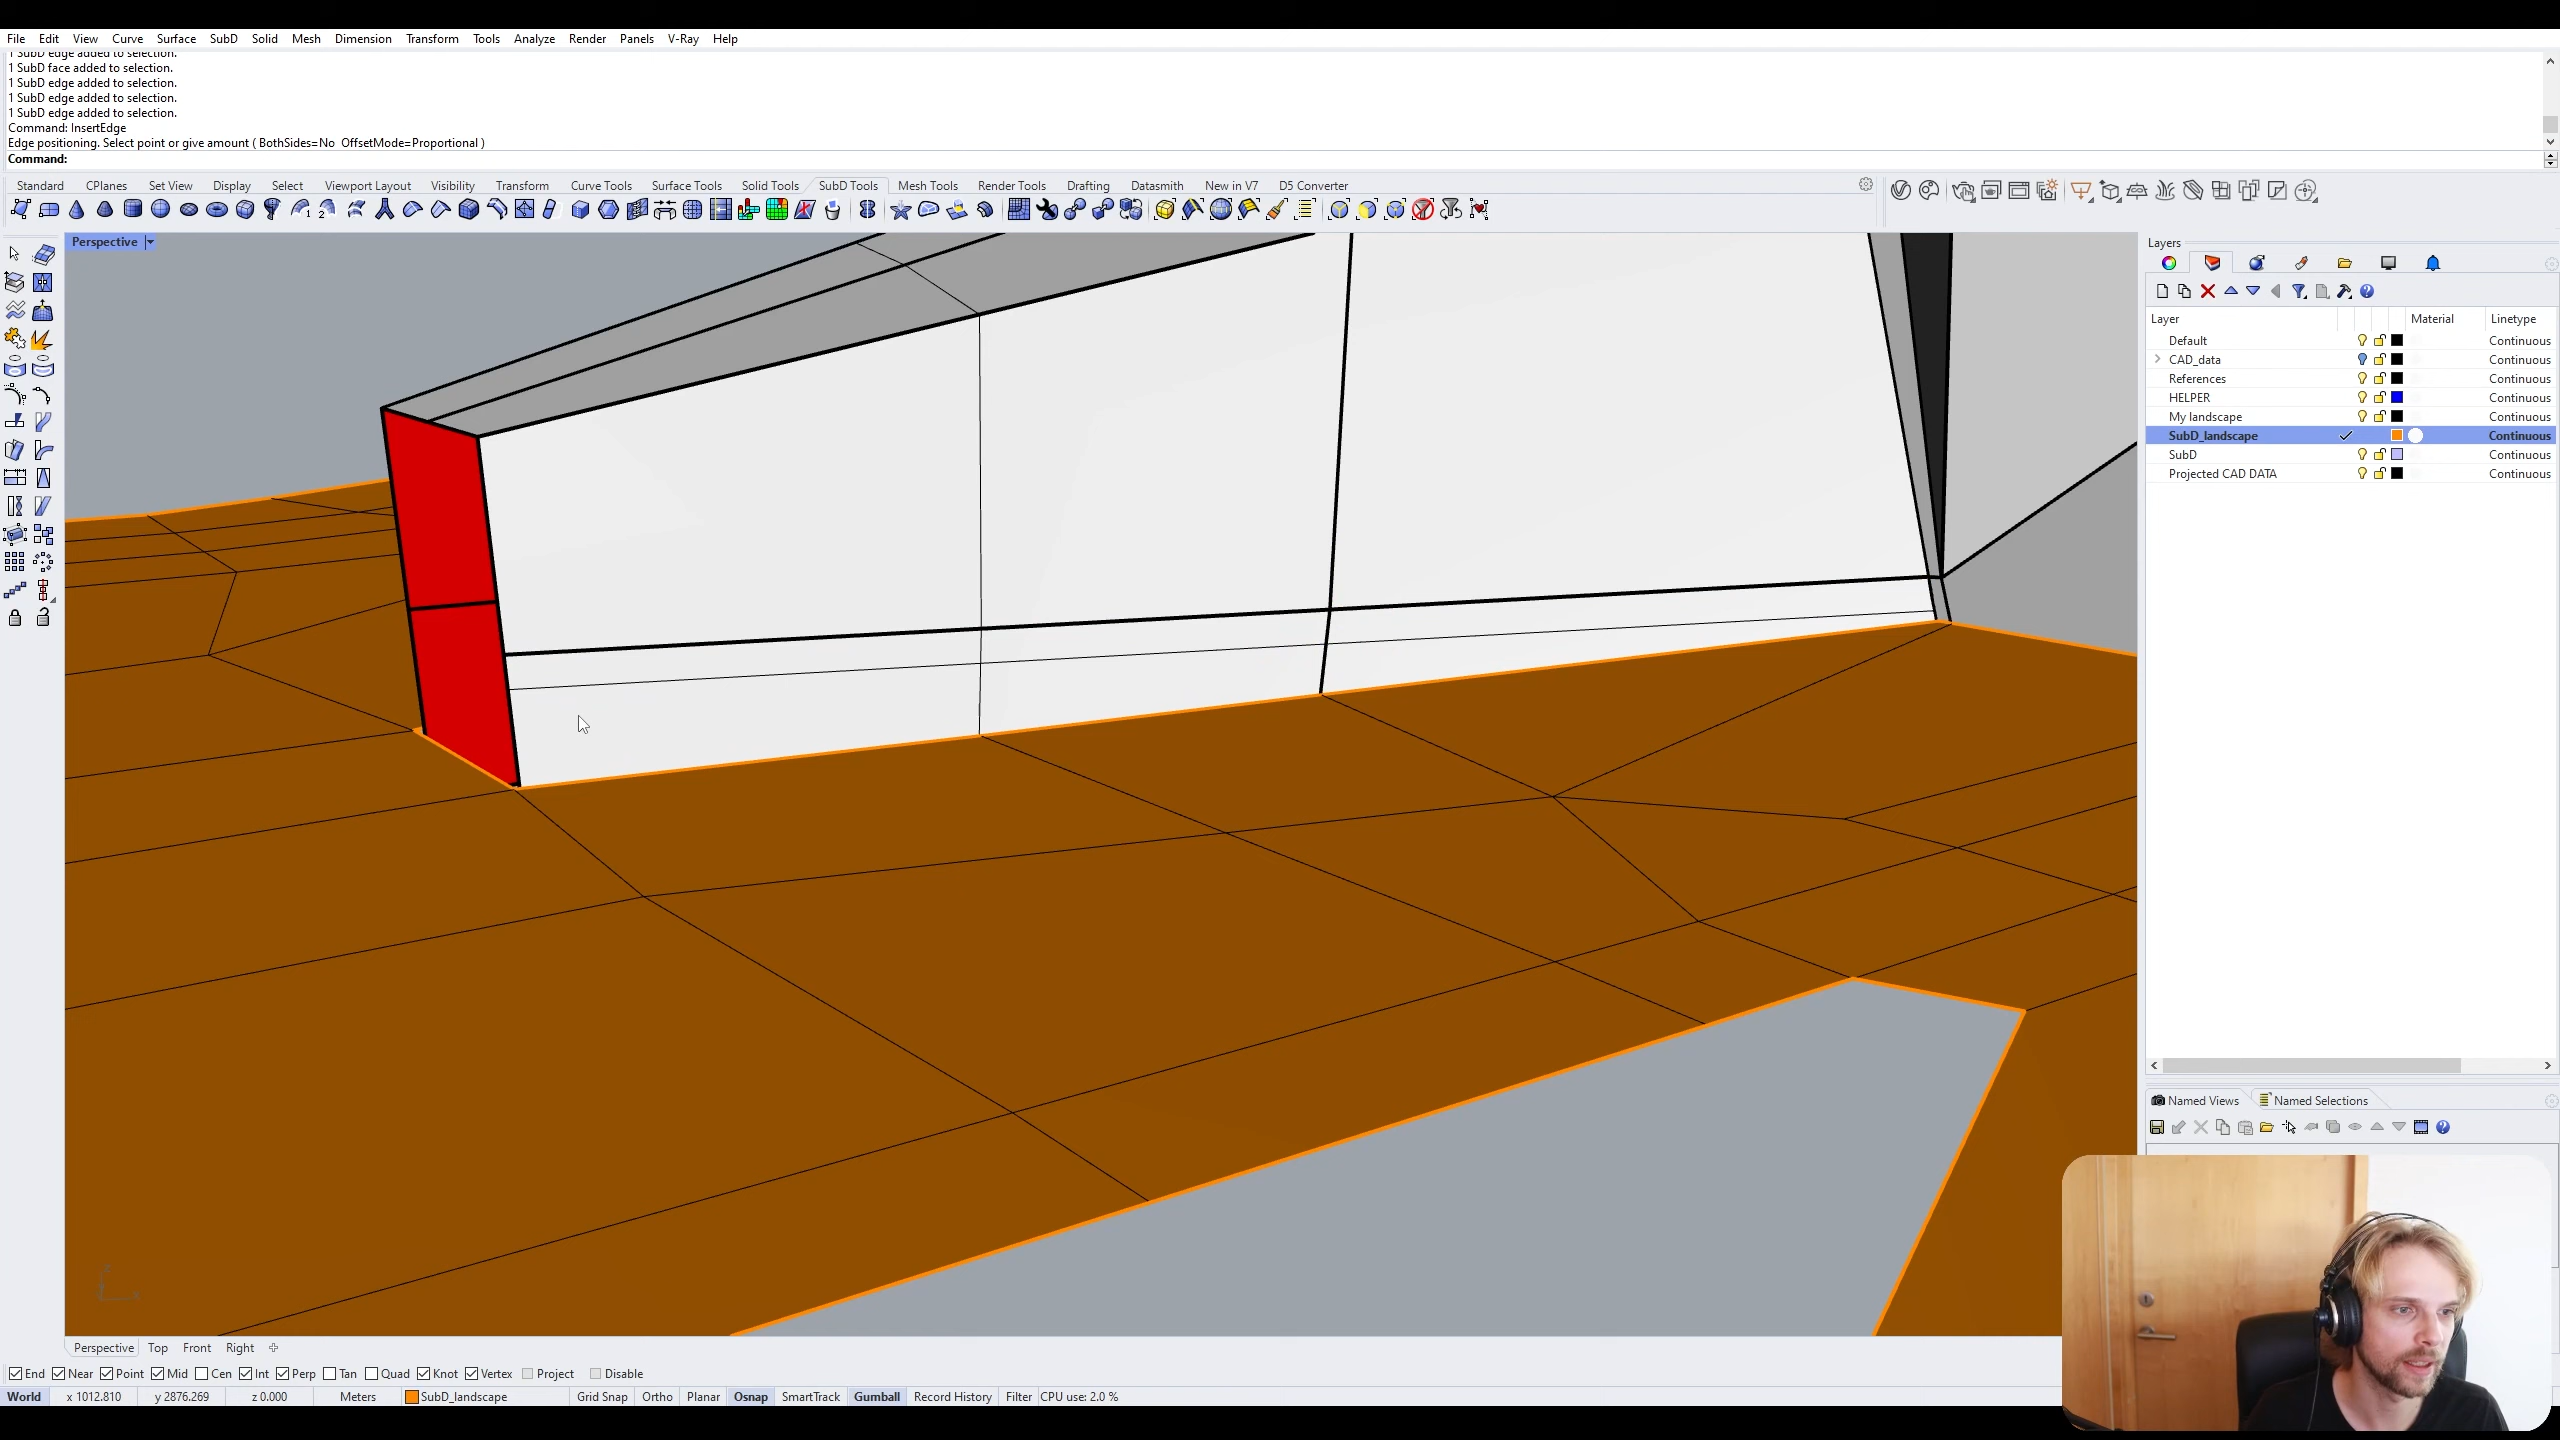 File Edit View Curve Surface SubD Solid Mesh Dimension Transform Tools Analyze Render Panels V-Ray Help
1 SubD edge added to selection.
1 SubD face added to selection.
1 SubD edge added to selection.
1 SubD edge added to selection.
1 SubD edge added to selection.
Command: InsertEdge
Edge positioning. Select point or give amount ( BothSides=No OffsetMode=Proportional )
Command:
Standard CPlanes Set View Display Select Viewport Layout Visibility Transform Curve Tools Surface Tools Solid Tools SubD Tools Mesh Tools Render Tools Drafting Datasmith New in V7 D5 Converter
Perspective
Layers
Layer Material Linetype
Default Continuous
CAD_data Continuous
References Continuous
HELPER Continuous
My landscape Continuous
SubD_landscape Continuous
SubD Continuous
Projected CAD DATA Continuous
Named Views Named Selections
z
x
Perspective Top Front Right
End Near Point Mid Cen Int Perp Tan Quad Knot Vertex Project Disable
World x 1012.810 y 2876.269 z 0.000 Meters SubD_landscape Grid Snap Ortho Planar Osnap SmartTrack Gumball Record History Filter CPU use: 2.0 %